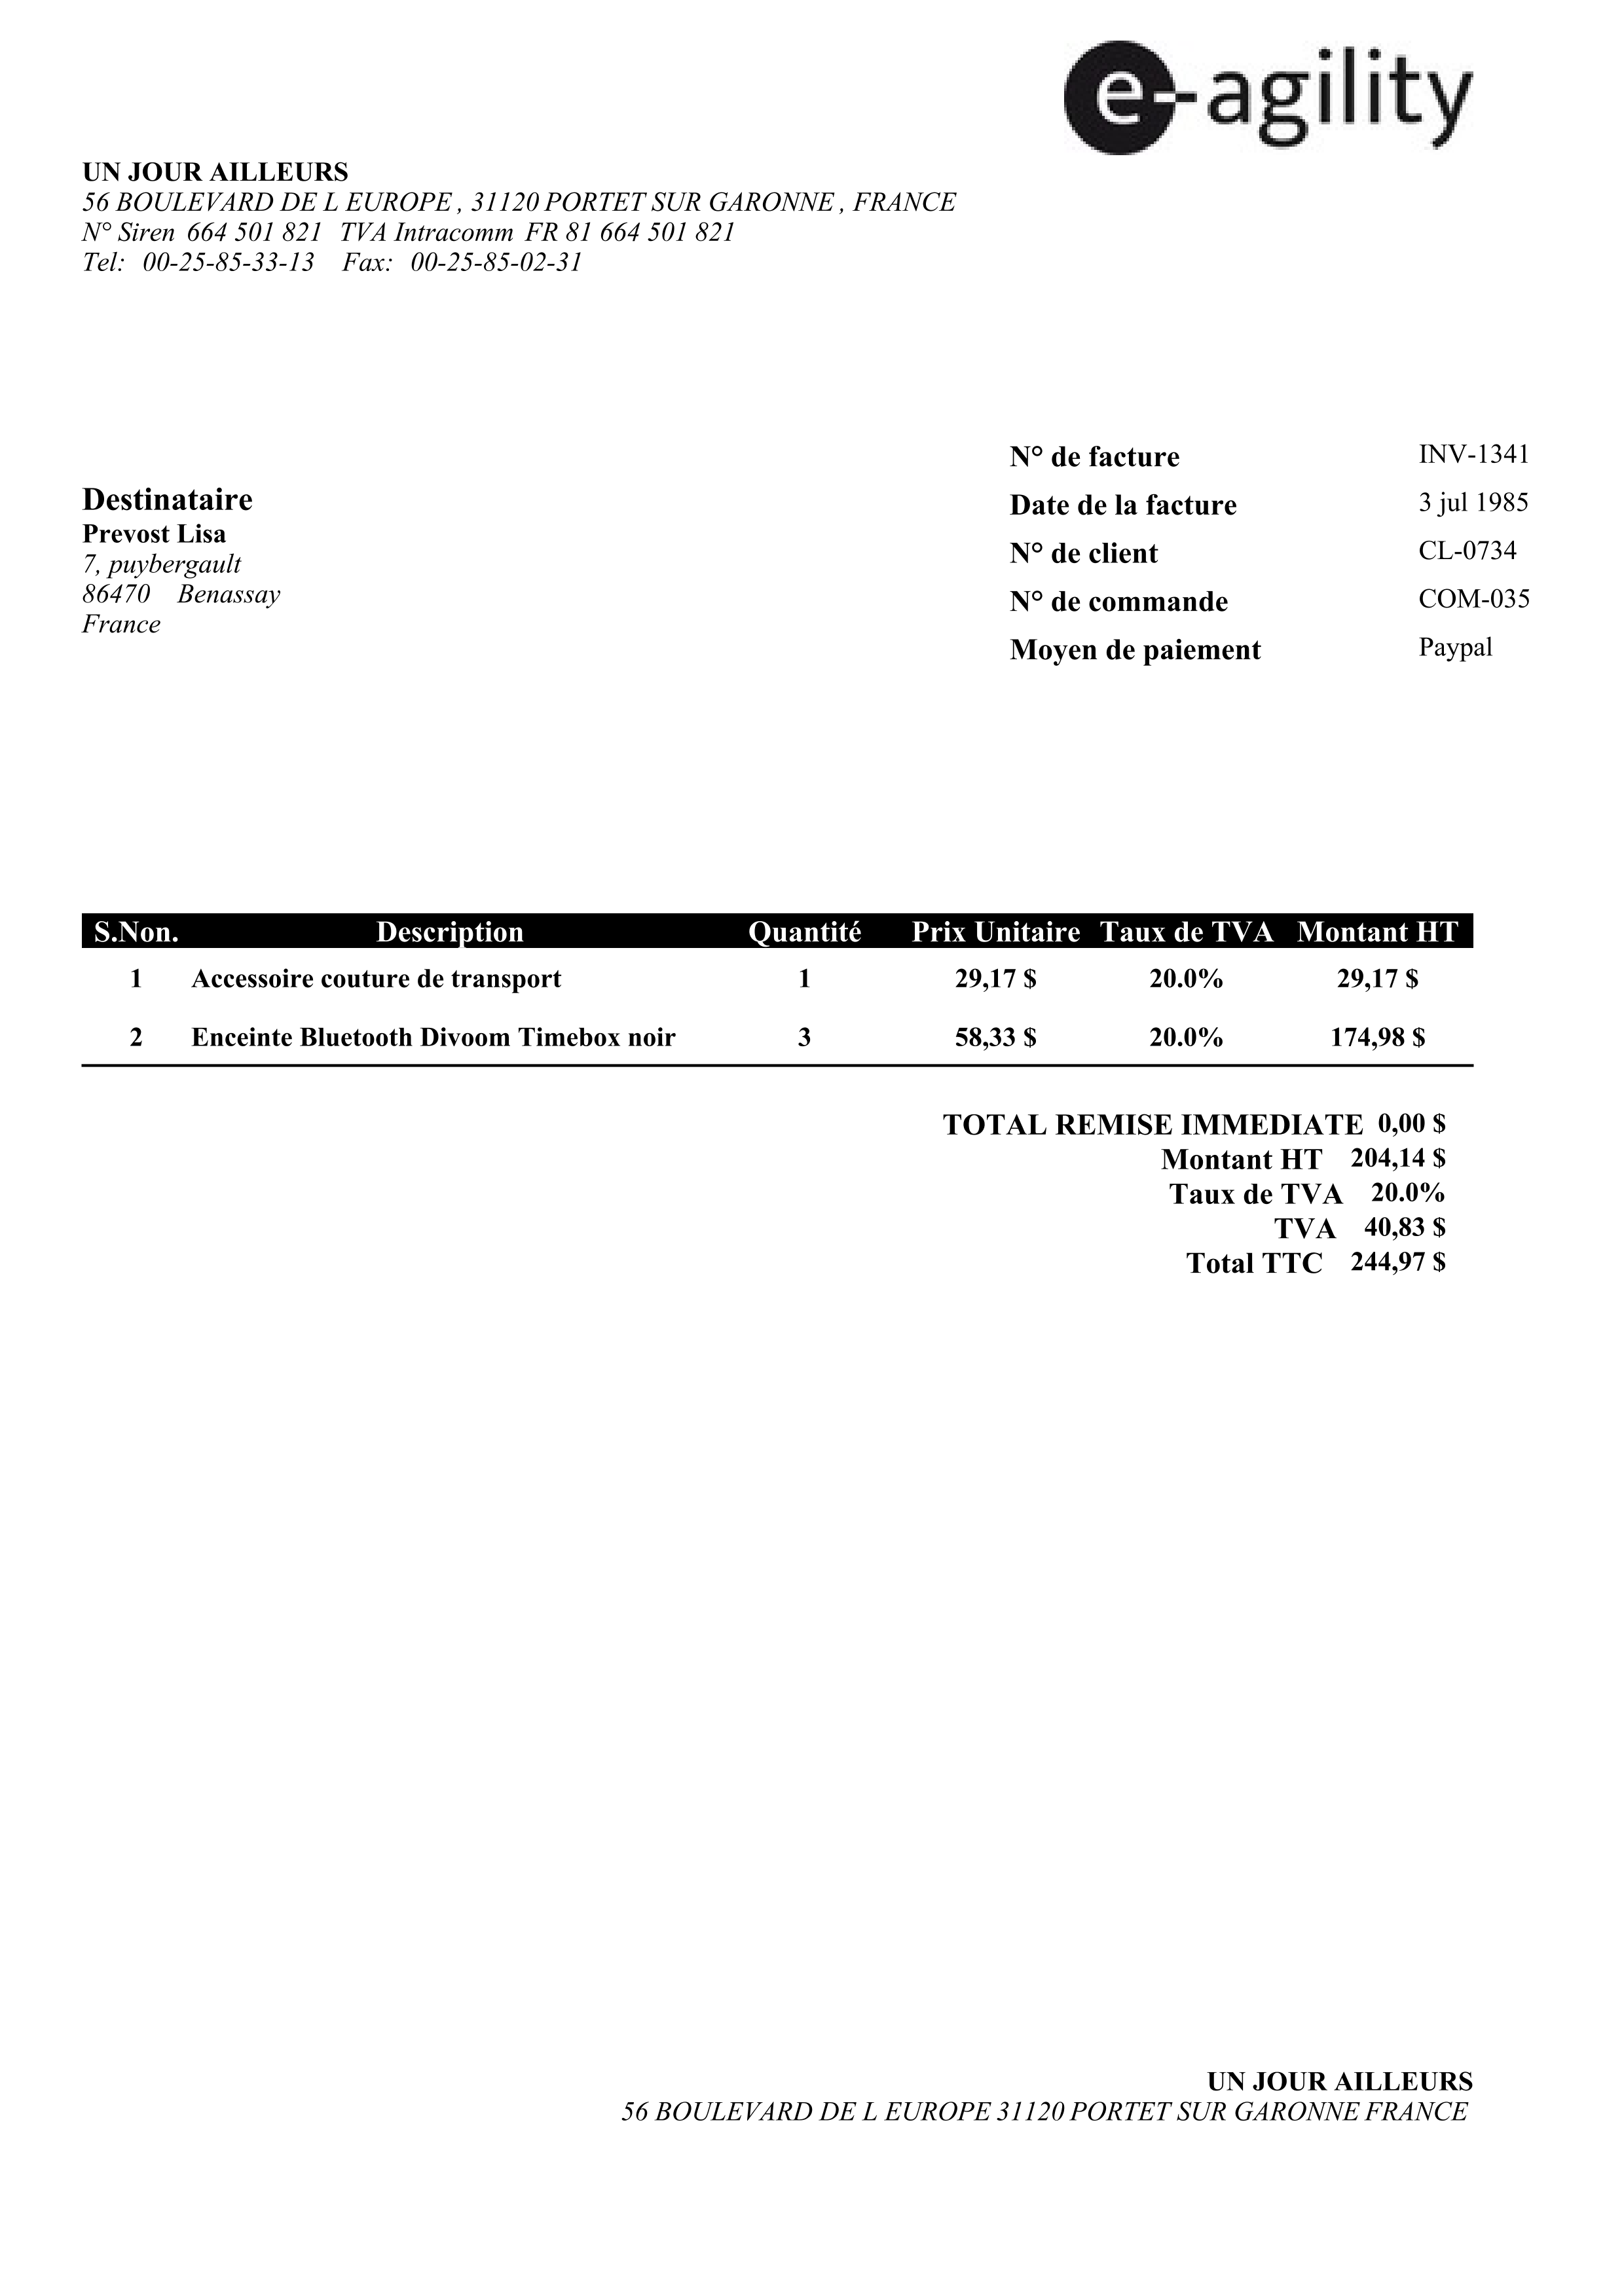 e-agility
UN JOUR AILLEURS
56 BOULEVARD DE L EUROPE , 31120 PORTET SUR GARONNE , FRANCE
N° Siren 664 501 821 TVA Intracomm FR 81 664 501 821
Tel: 00-25-85-33-13 Fax: 00-25-85-02-31
Destinataire
Prevost Lisa
7, puybergault
86470 Benassay
France
N° de facture INV-1341
Date de la facture 3 jul 1985
N° de client CL-0734
N° de commande COM-035
Moyen de paiement Paypal
S.Non. Description Quantité Prix Unitaire Taux de TVA Montant HT
1 Accessoire couture de transport 1 29,17 $ 20.0% 29,17 $
2 Enceinte Bluetooth Divoom Timebox noir 3 58,33 $ 20.0% 174,98 $
TOTAL REMISE IMMEDIATE 0,00 $
Montant HT 204,14 $
Taux de TVA 20.0%
TVA 40,83 $
Total TTC 244,97 $
UN JOUR AILLEURS
56 BOULEVARD DE L EUROPE 31120 PORTET SUR GARONNE FRANCE